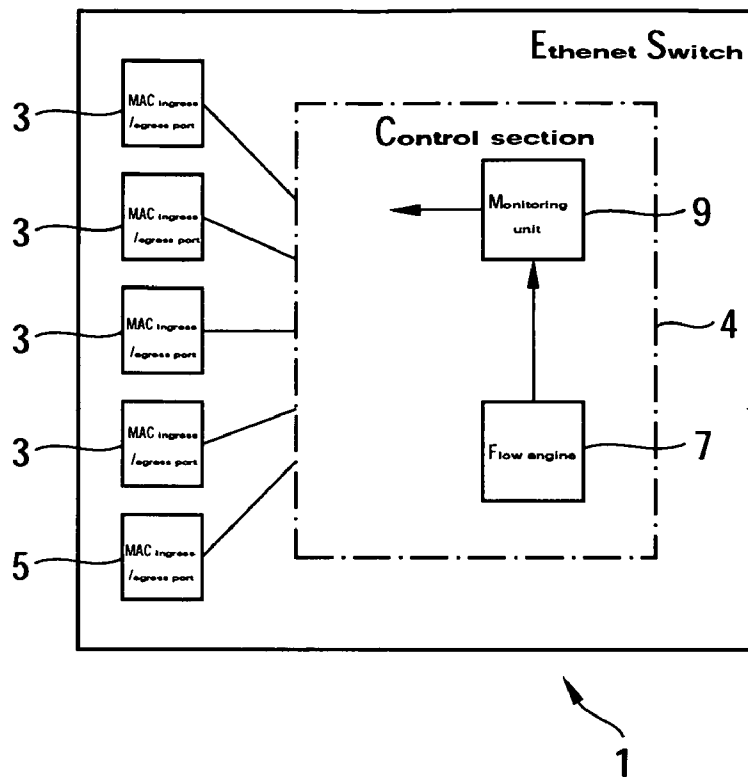 Ethenet Switch
3
MAC ingress
/egress port
Control section
3
MAC ingress
/egress port
Monitoring
unit
9
3
MAC ingress
/egress port
4
3
MAC ingress
/egress port
Flow engine
7
5
MAC ingress
/egress port
1